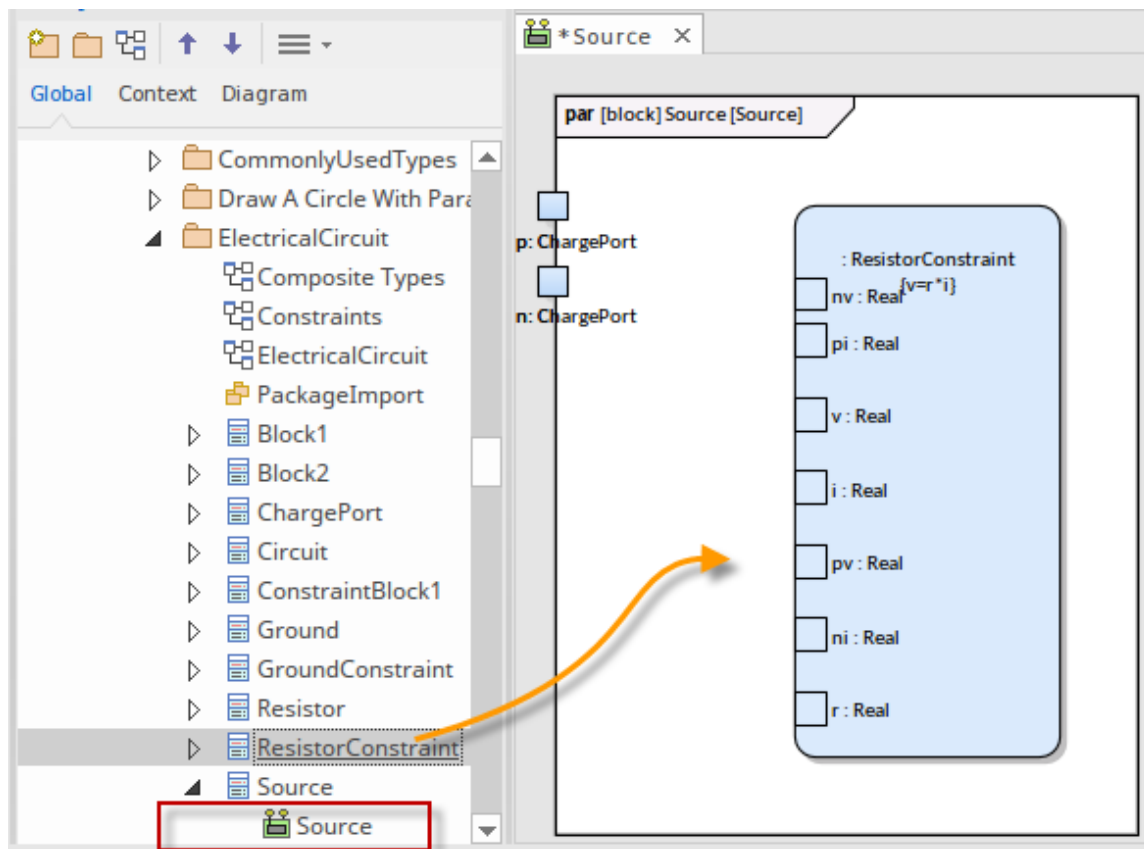 Global Context Diagram
CommonlyUsedTypes
Draw A Circle With Para
ElectricalCircuit
Composite Types
Constraints
ElectricalCircuit
PackageImport
Block1
Block2
ChargePort
Circuit
ConstraintBlock1
Ground
GroundConstraint
Resistor
ResistorConstraint
Source
Source
*Source
par [block] Source [Source]
p: ChargePort
n: ChargePort
: ResistorConstraint
{v=r*i}
nv : Real
pi : Real
v : Real
i : Real
pv : Real
ni : Real
r : Real